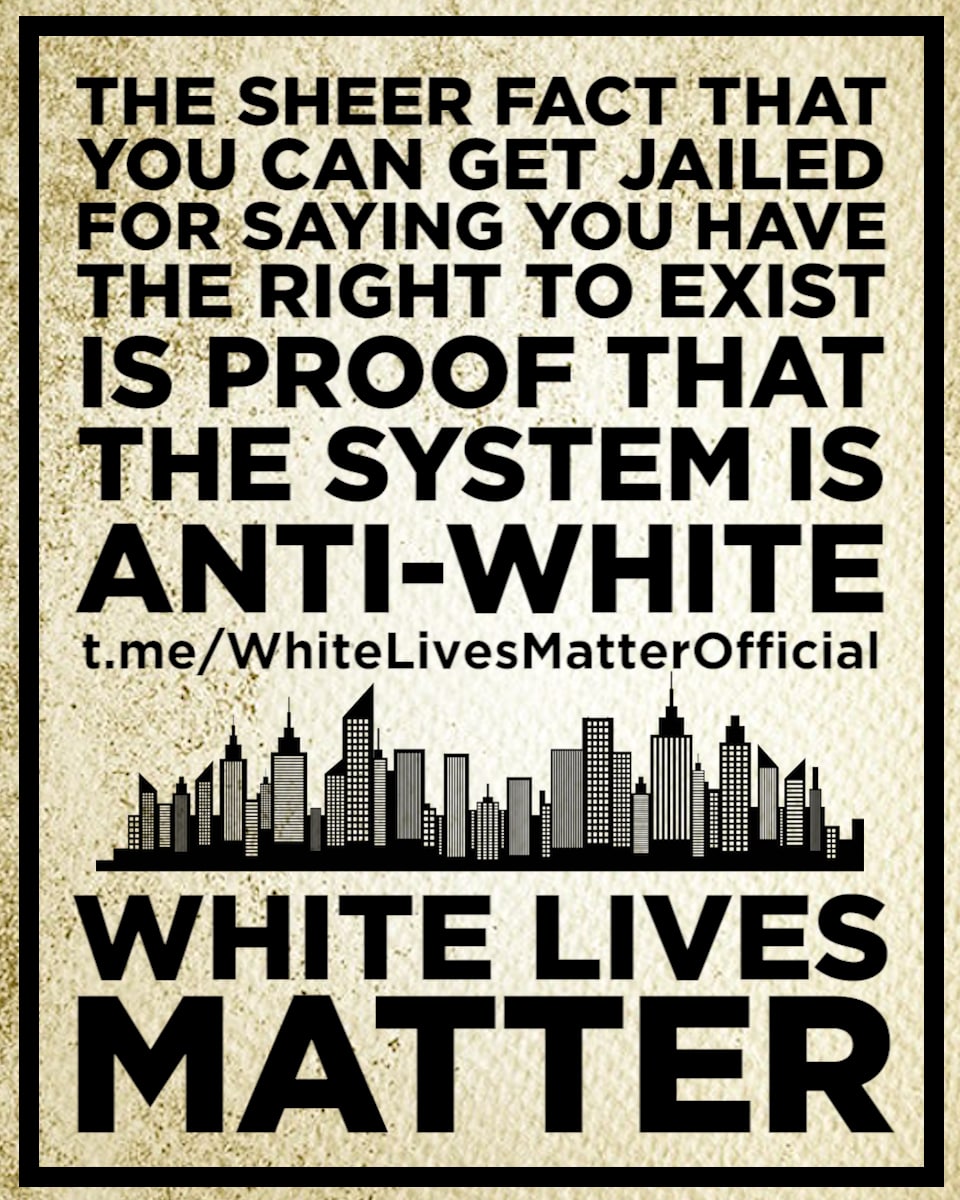 THE SHEER FACT THAT
YOU CAN GET JAILED
FOR SAYING YOU HAVE
THE RIGHT TO EXIST
IS PROOF THAT
THE SYSTEM IS
ANTI-WHITE
t.me/WhiteLivesMatterOfficial
WHITE LIVES
MATTER